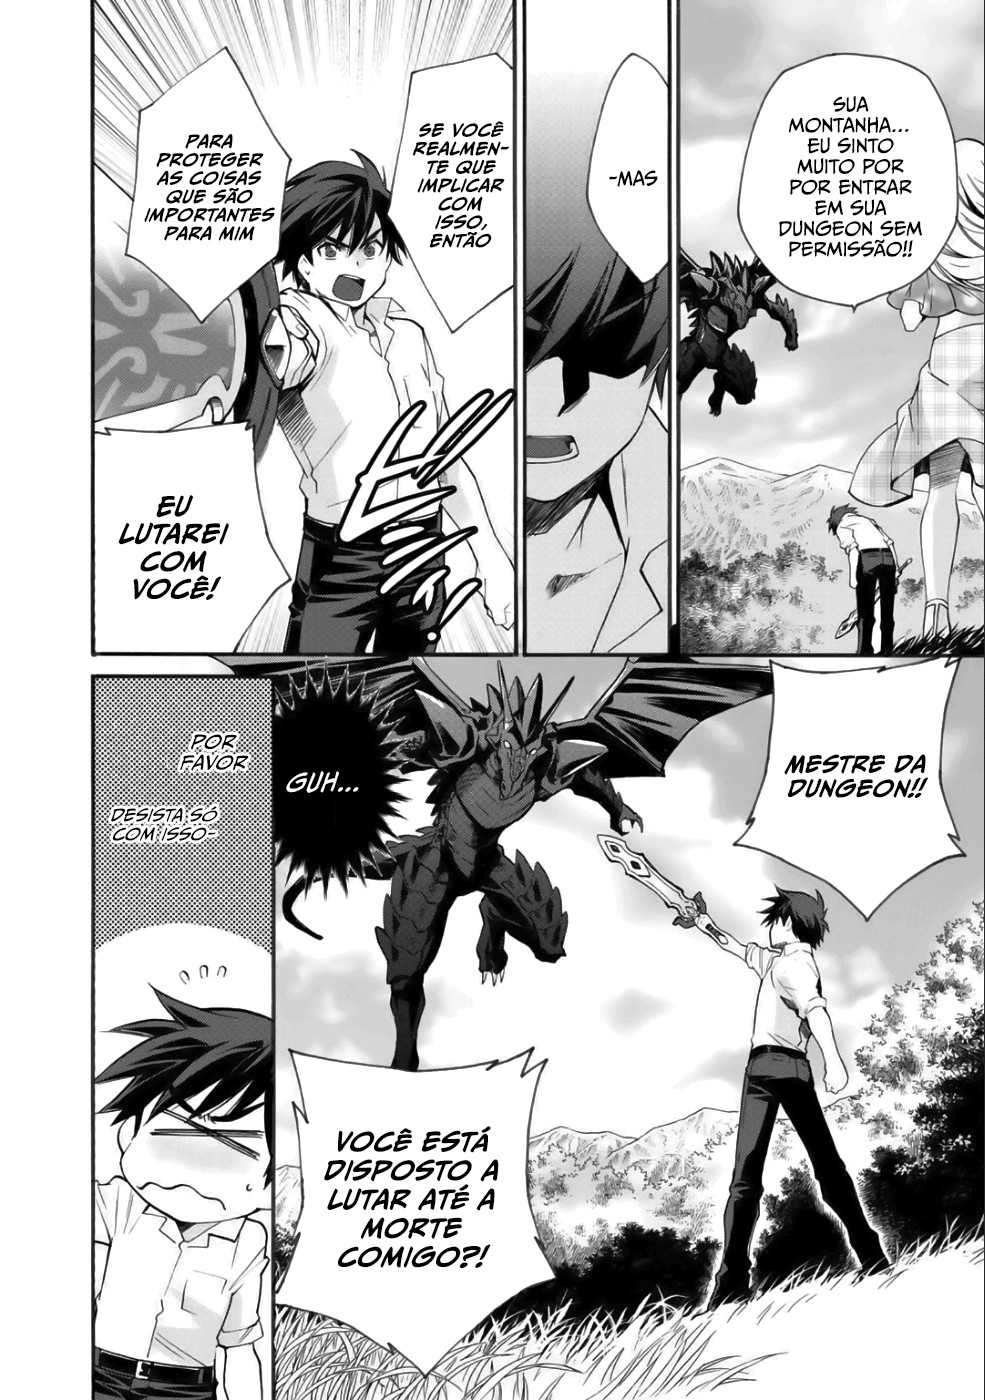 SUA
MONTANHA...
EU SINTO
MUITO POR
POR ENTRAR
EM SUA
DUNGEON SEM
PERMISSÃO!!
-MAS
SE VOCÊ
REALMEN-
TE QUE
IMPLICAR
COM
ISSO,
ENTÃO
PARA
PROTEGER
AS COISAS
QUE SÃO
IMPORTANTES
PARA MIM
EU
LUTAREI
COM
VOCÊ!
MESTRE DA
DUNGEON!!
GUH...
VOCÊ ESTÁ
DISPOSTO A
LUTAR ATÉ A
MORTE
COMIGO?!
POR
FAVOR
DESISTA SÓ
COM ISSO-